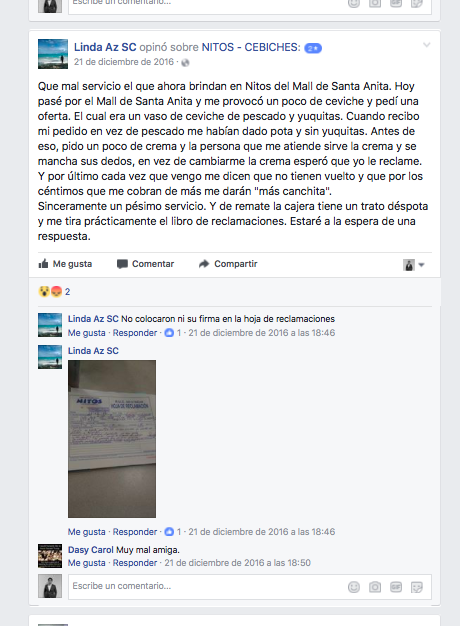 Escribe un comentario...
Linda Az SC opinó sobre NITOS - CEBICHES: 2★
21 de diciembre de 2016 ·
Que mal servicio el que ahora brindan en Nitos del Mall de Santa Anita. Hoy
pasé por el Mall de Santa Anita y me provocó un poco de ceviche y pedí una
oferta. El cual era un vaso de ceviche de pescado y yuquitas. Cuando recibo
mi pedido en vez de pescado me habían dado pota y sin yuquitas. Antes de
eso, pido un poco de crema y la persona que me atiende sirve la crema y se
mancha sus dedos, en vez de cambiarme la crema esperó que yo le reclame.
Y por último cada vez que vengo me dicen que no tienen vuelto y que por los
céntimos que me cobran de más me darán "más canchita".
Sinceramente un pésimo servicio. Y de remate la cajera tiene un trato déspota
y me tira prácticamente el libro de reclamaciones. Estaré a la espera de una
respuesta.
Me gusta Comentar Compartir
2
Linda Az SC No colocaron ni su firma en la hoja de reclamaciones
Me gusta · Responder · 1 · 21 de diciembre de 2016 a las 18:46
Linda Az SC
NITOS
HOJA DE RECLAMACIÓN
Me gusta · Responder · 1 · 21 de diciembre de 2016 a las 18:46
Dasy Carol Muy mal amiga.
Me gusta · Responder · 21 de diciembre de 2016 a las 18:50
Escribe un comentario...